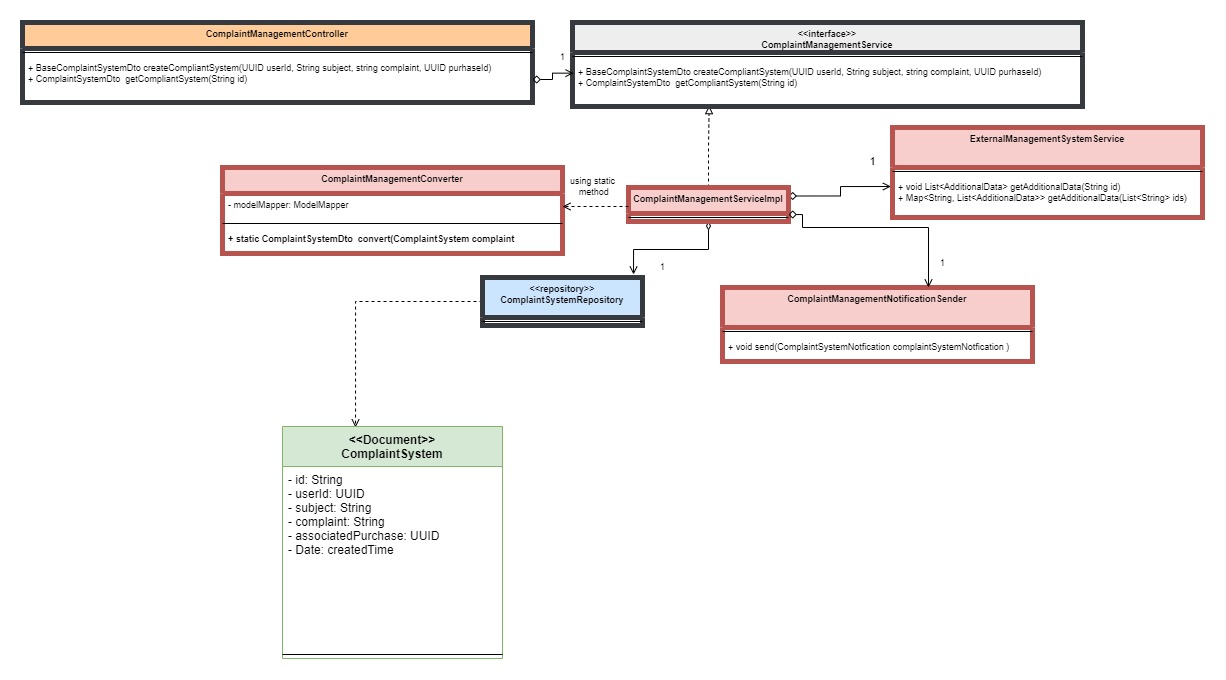 ComplaintManagementController
+ BaseComplaintSystemDto createCompliantSystem(UUID userId, String subject, string complaint, UUID purhaseId)
+ ComplaintSystemDto  getCompliantSystem(String id)
1
<<interface>>
ComplaintManagementService
+ BaseComplaintSystemDto createCompliantSystem(UUID userId, String subject, string complaint, UUID purhaseId)
+ ComplaintSystemDto  getCompliantSystem(String id)
ComplaintManagementConverter
- modelMapper: ModelMapper
+ static ComplaintSystemDto  convert(ComplaintSystem complaint
using static
method
ComplaintManagementServiceImpl
1
ExternalManagementSystemService
+ void List<AdditionalData> getAdditionalData(String id)
+ Map<String, List<AdditionalData>> getAdditionalData(List<String> ids)
1
1
<<repository>>
ComplaintSystemRepository
ComplaintManagementNotificationSender
+ void send(ComplaintSystemNotfication complaintSystemNotfication )
<<Document>>
ComplaintSystem
- id: String
- userId: UUID
- subject: String
- complaint: String
- associatedPurchase: UUID
- Date: createdTime